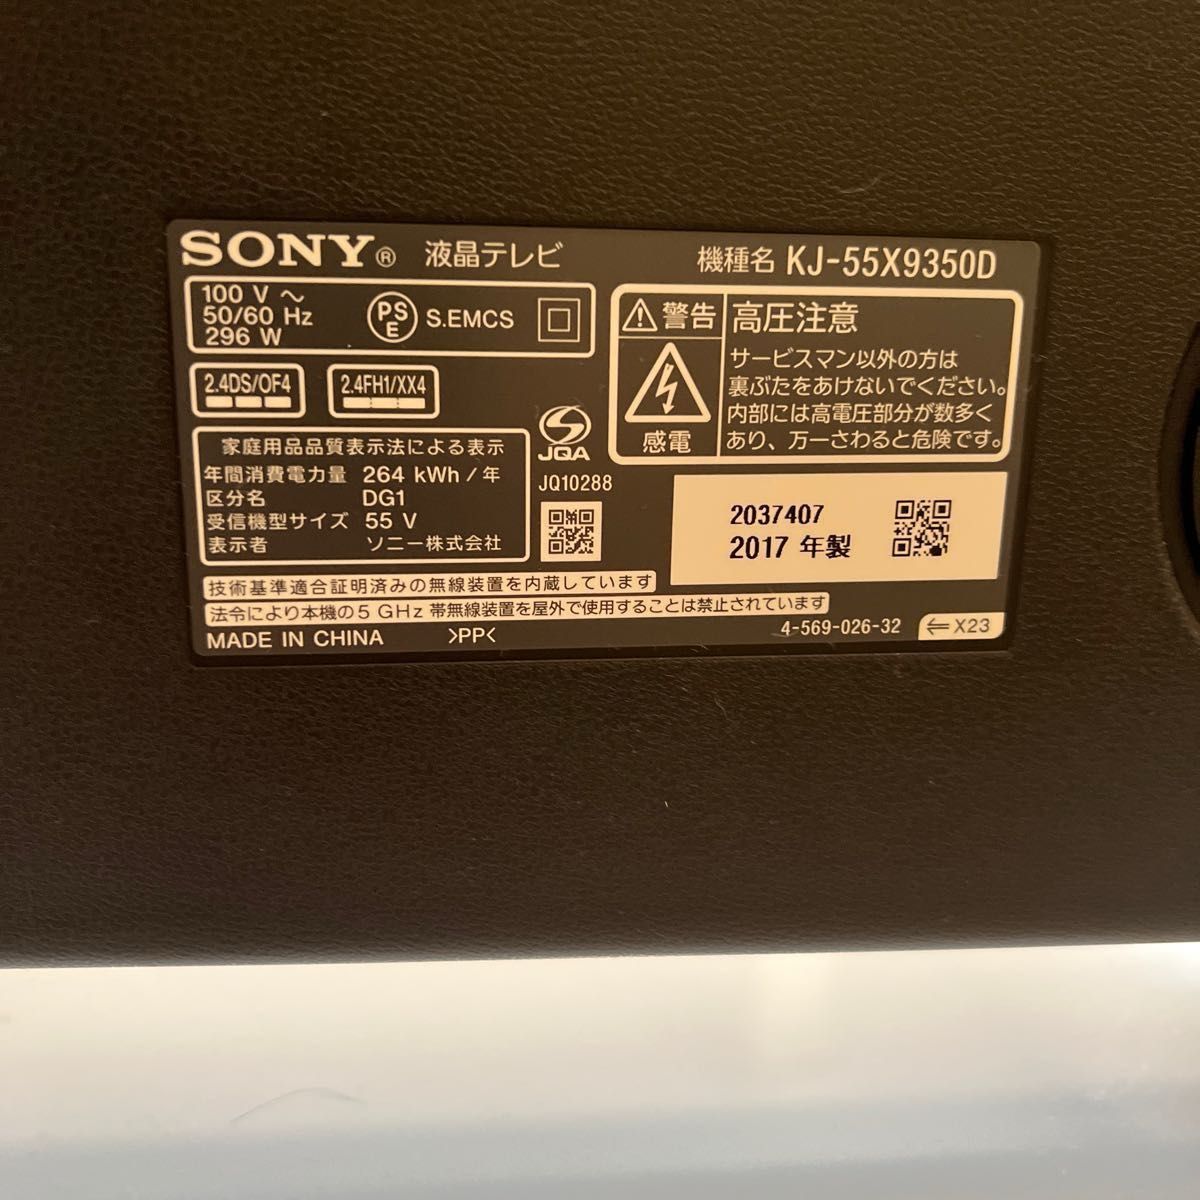 SONY® 液晶テレビ
機種名 KJ-55X9350D
100 V ～
50/60 Hz
296 W
PSE
S.EMCS
2.4DS/OF4
2.4FH1/XX4
警告
感電
高圧注意
サービスマン以外の方は
裏ぶたをあけないでください。
内部には高電圧部分が数多く
あり、万一さわると危険です。
家庭用品品質表示法による表示
年間消費電力量 264 kWh/年
区分名 DG1
受信機型サイズ 55 V
表示者 ソニー株式会社
JQA
JQ10288
2037407
2017 年製
技術基準適合証明済みの無線装置を内蔵しています
法令により本機の5 GHz 帯無線装置を屋外で使用することは禁止されています
MADE IN CHINA >PP<
4-569-026-32
⇐ X23